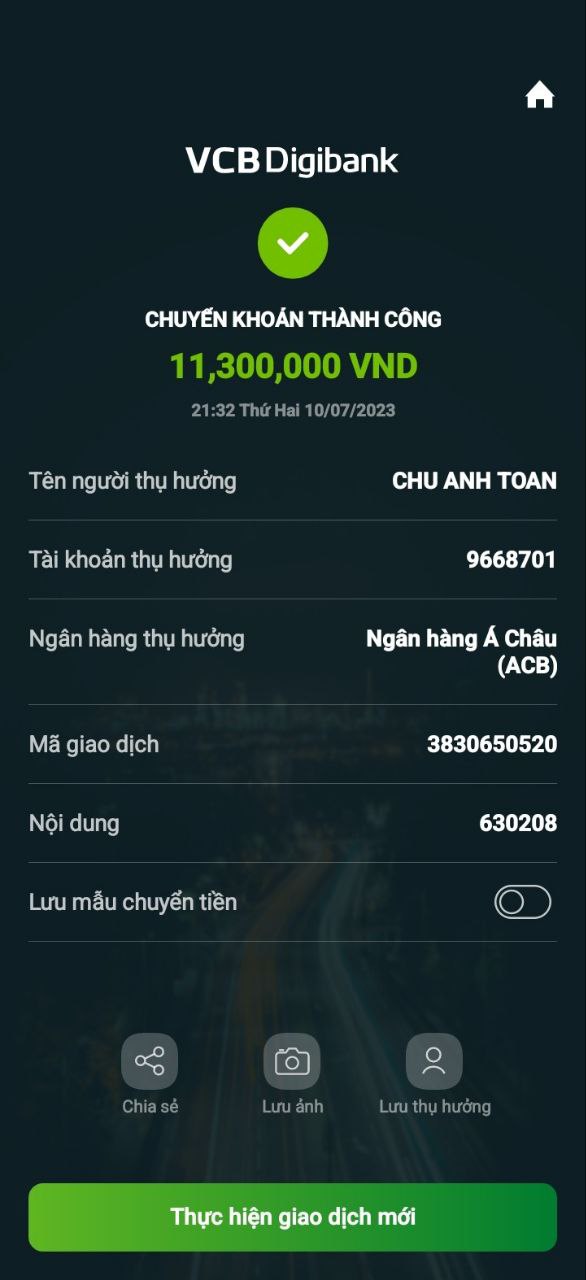 VCB Digibank
CHUYỂN KHOẢN THÀNH CÔNG
11,300,000 VND
21:32 Thứ Hai 10/07/2023
Tên người thụ hưởng CHU ANH TOAN
Tài khoản thụ hưởng 9668701
Ngân hàng thụ hưởng Ngân hàng Á Châu
(ACB)
Mã giao dịch 3830650520
Nội dung 630208
Lưu mẫu chuyển tiền
Chia sẻ Lưu ảnh Lưu thụ hưởng
Thực hiện giao dịch mới